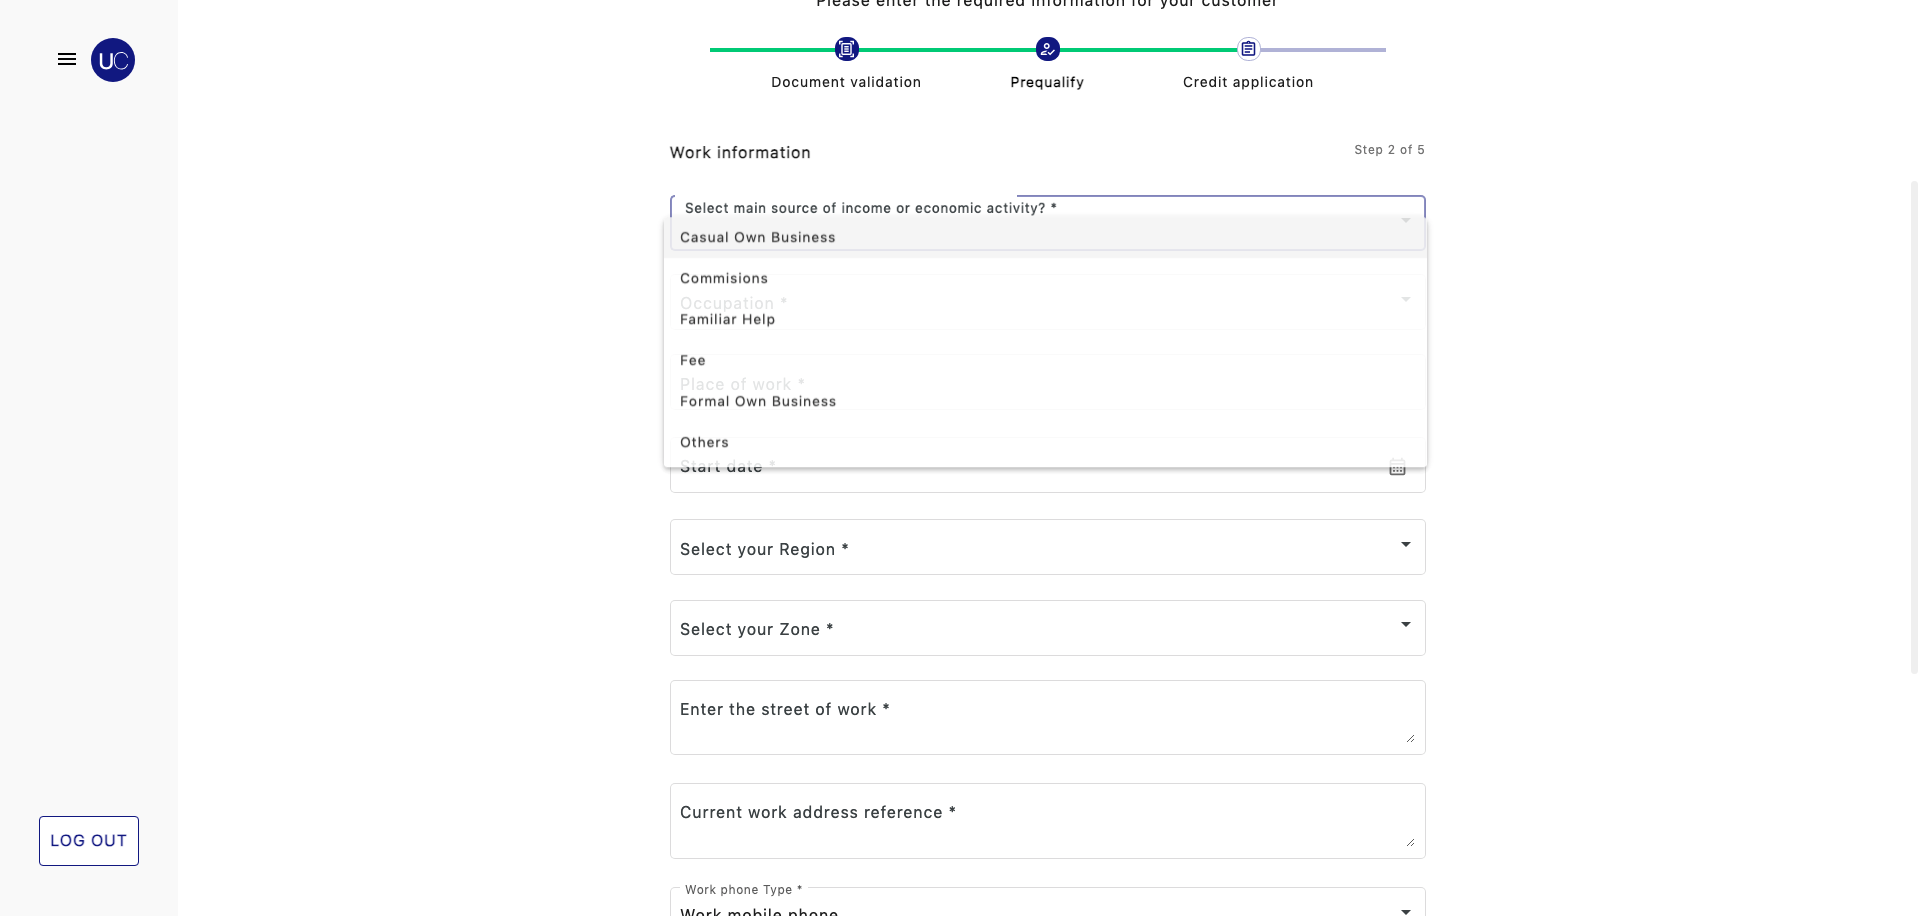 Please enter the required information for your customer
UC
Document validation
Prequalify
Credit application
Work information
Step 2 of 5
Select main source of income or economic activity? *
Casual Own Business
Commisions
Occupation *
Familiar Help
Fee
Place of work *
Formal Own Business
Others
Start date *
Select your Region *
Select your Zone *
Enter the street of work *
LOG OUT
Current work address reference *
Work phone Type *
Work mobile phone